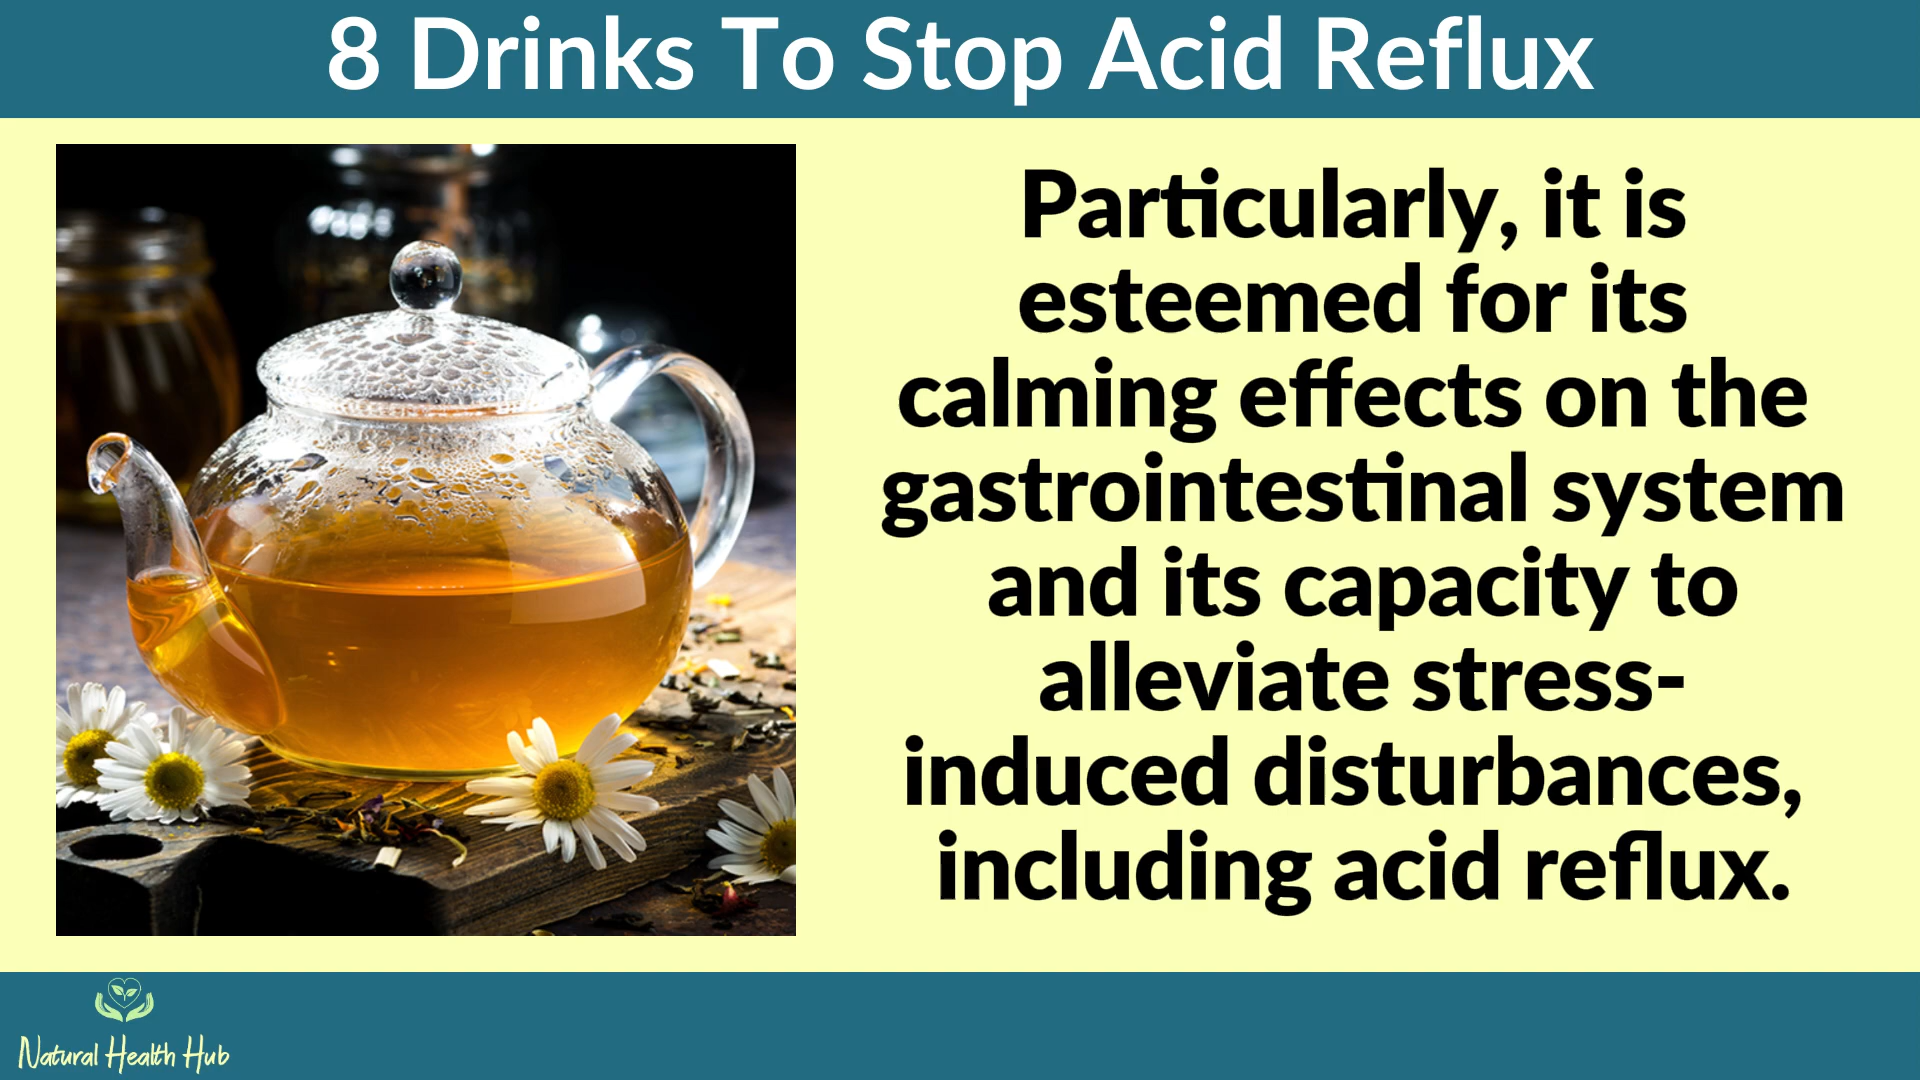 8 Drinks To Stop Acid Reflux
Particularly, it is
esteemed for its
calming effects on the
gastrointestinal system
and its capacity to
alleviate stress-
induced disturbances,
including acid reflux.
Natural Health Hub